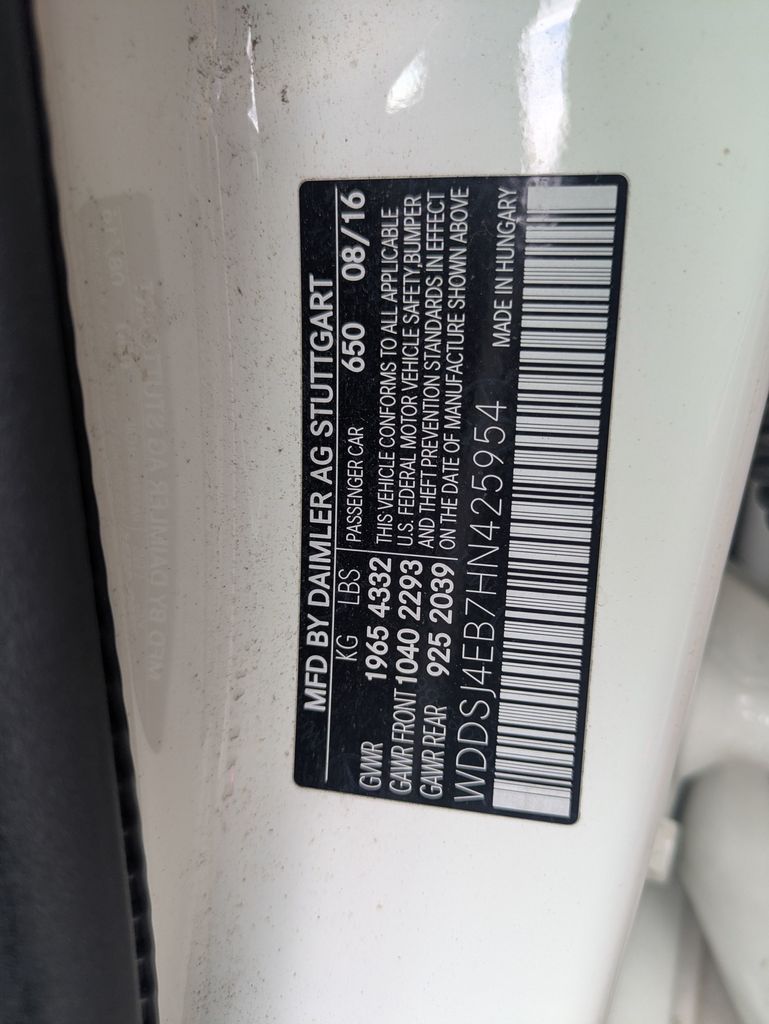 MFD BY DAIMLER AG STUTTGART
KG LBS PASSENGER CAR 650 08/16
GVWR 1965 4332 THIS VEHICLE CONFORMS TO ALL APPLICABLE
GAWR FRONT 1040 2293 U.S. FEDERAL MOTOR VEHICLE SAFETY,BUMPER
GAWR REAR 925 2039 AND THEFT PREVENTION STANDARDS IN EFFECT
ON THE DATE OF MANUFACTURE SHOWN ABOVE
WDDSJ4EB7HN425954 MADE IN HUNGARY